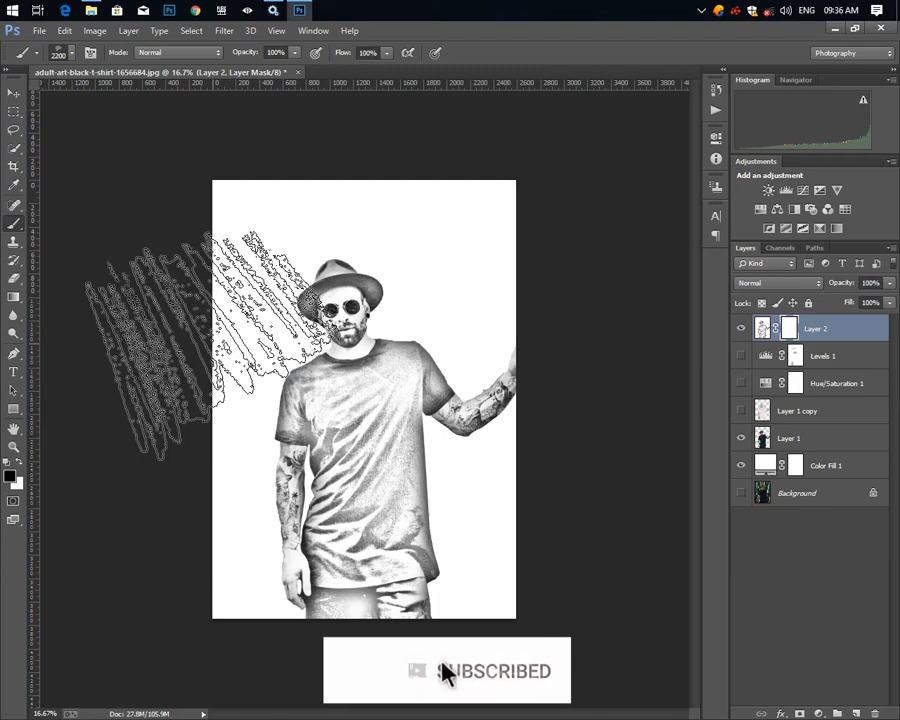 ENG 09:36 AM
Ps File Edit Image Layer Type Select Filter 3D View Window Help
2200 Mode: Normal Opacity: 100% Flow: 100% Photography
adult-art-black-t-shirt-1656684.jpg @ 16.7% (Layer 2, Layer Mask/8) *
Histogram Navigator
Adjustments
Add an adjustment
Layers Channels Paths
Kind
Normal Opacity: 100%
Lock: Fill: 100%
Layer 2
Levels 1
Hue/Saturation 1
Layer 1 copy
Layer 1
Color Fill 1
Background
SUBSCRIBED
16.67% Doc: 27.8M/105.9M